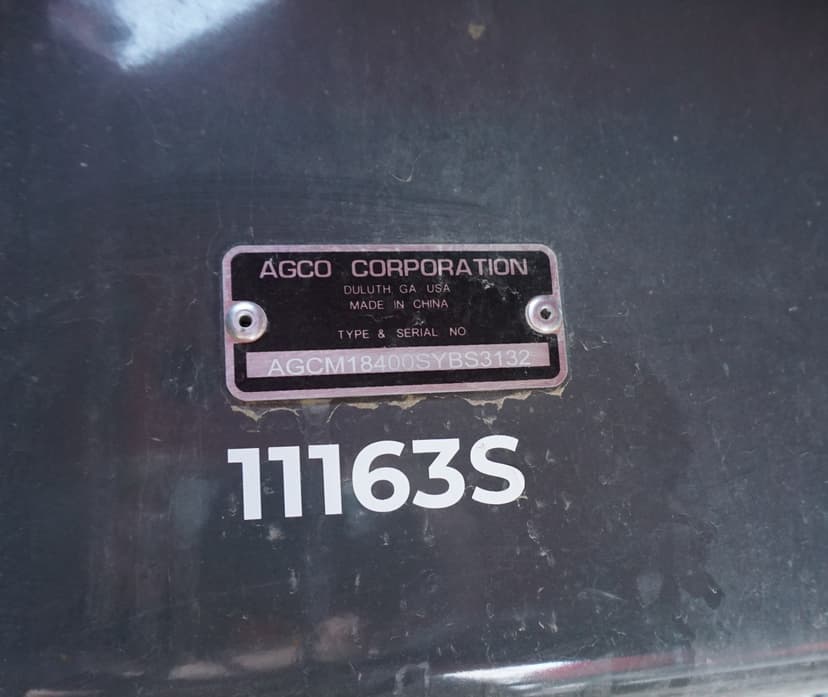 AGCO CORPORATION
DULUTH, GA USA
MADE IN CHINA
TYPE & SERIAL NO
AGCM18400SYBS3132
11163S